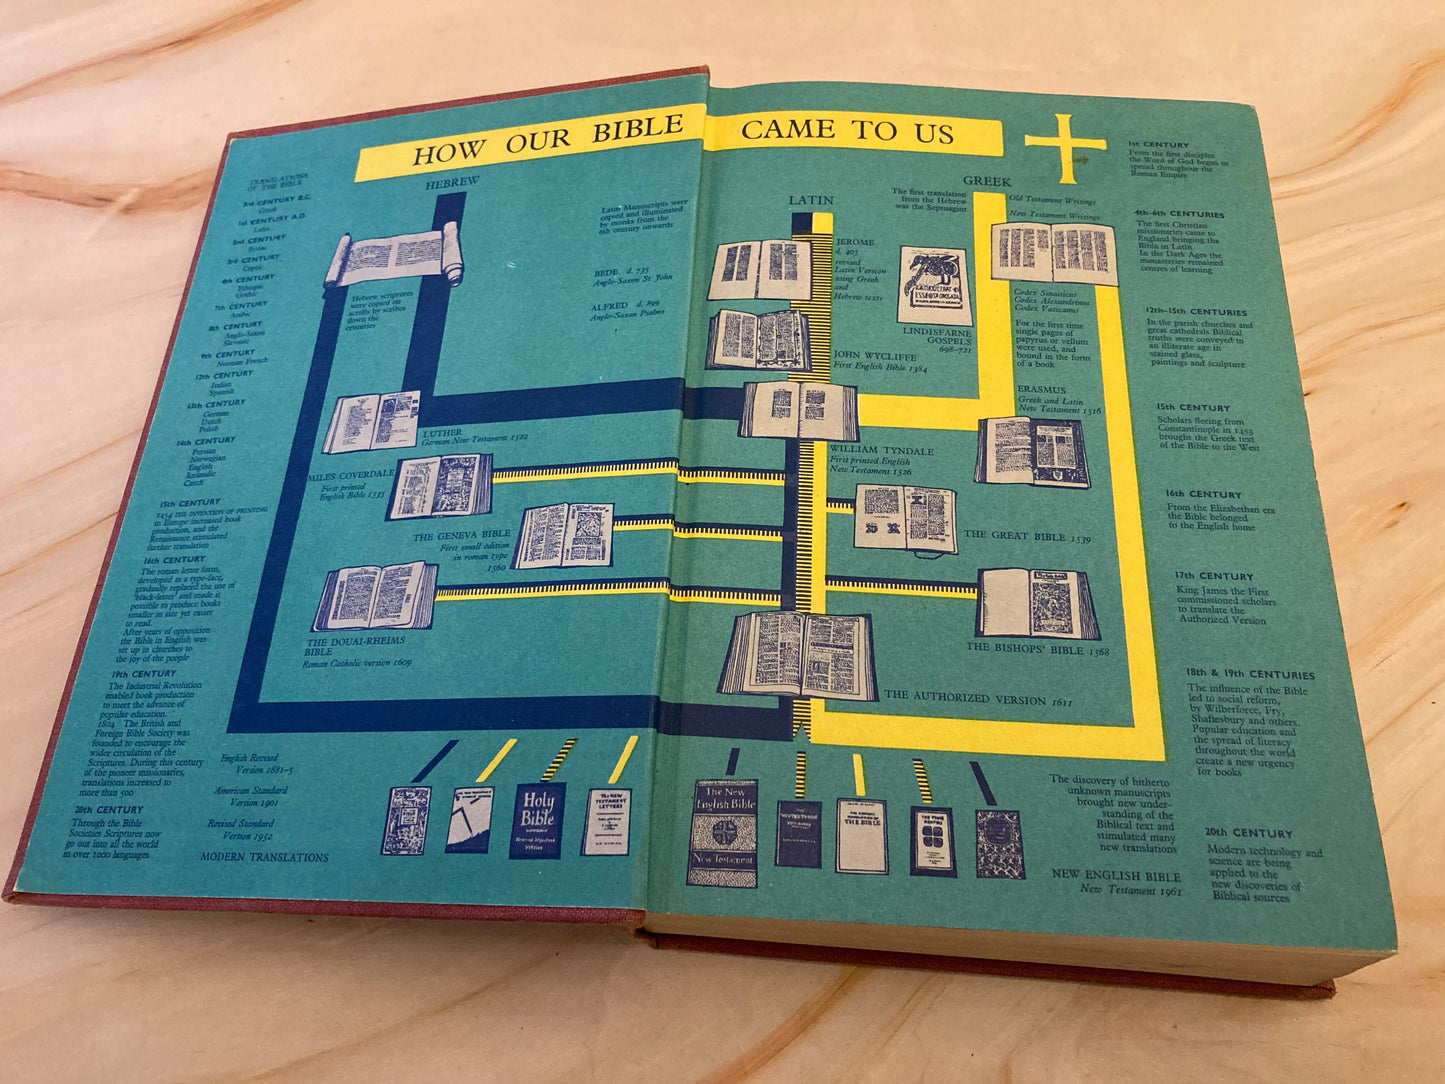 HOW OUR BIBLE CAME TO US
TRANSLATIONS
OF THE BIBLE
3rd CENTURY B.C.
Greek
1st CENTURY A.D.
Latin
2nd CENTURY
Syriac
3rd CENTURY
Coptic
4th CENTURY
Ethiopic
Gothic
7th CENTURY
Arabic
8th CENTURY
Anglo-Saxon
Slavonic
9th CENTURY
Norman French
12th CENTURY
Italian
Spanish
13th CENTURY
German
Dutch
Polish
14th CENTURY
Persian
Norwegian
English
Icelandic
Czech
15th CENTURY
1454 THE INVENTION OF PRINTING
in Europe increased book
production, and the
Renaissance stimulated
further translation
16th CENTURY
The roman letter form,
developed as a type-face,
gradually replaced the use of
'black-letter' and made it
possible to produce books
smaller in size yet easier
to read.
After years of opposition
the Bible in English was
set up in churches to
the joy of the people
19th CENTURY
The Industrial Revolution
enabled book production
to meet the advance of
popular education.
1804 The British and
Foreign Bible Society was
founded to encourage the
wider circulation of the
Scriptures. During this century
of the pioneer missionaries,
translations increased to
more than 500
20th CENTURY
Through the Bible
Societies Scriptures now
go out into all the world
in over 1000 languages
HEBREW
Hebrew scriptures
were copied on
scrolls by scribes
down the
centuries
Latin Manuscripts were
copied and illuminated
by monks from the
8th century onwards
BEDE d. 735
Anglo-Saxon St. John
ALFRED d. 899
Anglo-Saxon Psalms
LUTHER
German New Testament 1522
MILES COVERDALE
First printed
English Bible 1535
THE GENEVA BIBLE
First small edition
in roman type
1560
THE DOUAI-RHEIMS
BIBLE
Roman Catholic version 1609
English Revised
Version 1881-5
American Standard
Version 1901
Revised Standard
Version 1952
MODERN TRANSLATIONS
Holy
Bible
The NEW
TESTAMENT
LETTERS
LATIN
JEROME
d. 405
revised
Latin Version
using Greek
and
Hebrew texts
JOHN WYCLIFFE
First English Bible 1384
The first translation
from the Hebrew
was the Septuagint
LINDISFARNE
GOSPELS
698-721
GREEK
Old Testament Writings
New Testament Writings
Codex Sinaiticus
Codex Alexandrinus
Codex Vaticanus
For the first time
single pages of
papyrus or vellum
were used, and
bound in the form
of a book
ERASMUS
Greek and Latin
New Testament 1516
WILLIAM TYNDALE
First printed English
New Testament 1526
THE GREAT BIBLE 1539
THE BISHOPS' BIBLE 1568
THE AUTHORIZED VERSION 1611
The New
English Bible
New Testament
THE BIBLE
The discovery of hitherto
unknown manuscripts
brought new under-
standing of the
Biblical text and
stimulated many
new translations
NEW ENGLISH BIBLE
New Testament 1961
1st CENTURY
From the first disciples
the Word of God began to
spread throughout the
Roman Empire
4th-6th CENTURIES
The first Christian
missionaries came to
England bringing the
Bible in Latin.
In the Dark Ages the
monasteries remained
centres of learning
12th-15th CENTURIES
In the parish churches and
great cathedrals Biblical
truths were conveyed to
an illiterate age in
stained glass,
paintings and sculpture
15th CENTURY
Scholars fleeing from
Constantinople in 1453
brought the Greek text
of the Bible to the West
16th CENTURY
From the Elizabethan era
the Bible belonged
to the English home
17th CENTURY
King James the First
commissioned scholars
to translate the
Authorized Version
18th & 19th CENTURIES
The influence of the Bible
led to social reform,
by Wilberforce, Fry,
Shaftesbury and others.
Popular education and
the spread of literacy
throughout the world
create a new urgency
for books
20th CENTURY
Modern technology and
science are being
applied to the
new discoveries of
Biblical sources